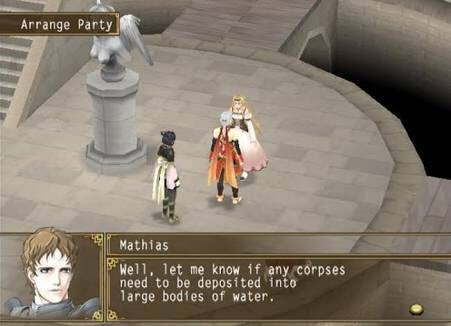 Arrange Party
Mathias
Well, let me know if any corpses
need to be deposited into
large bodies of water.